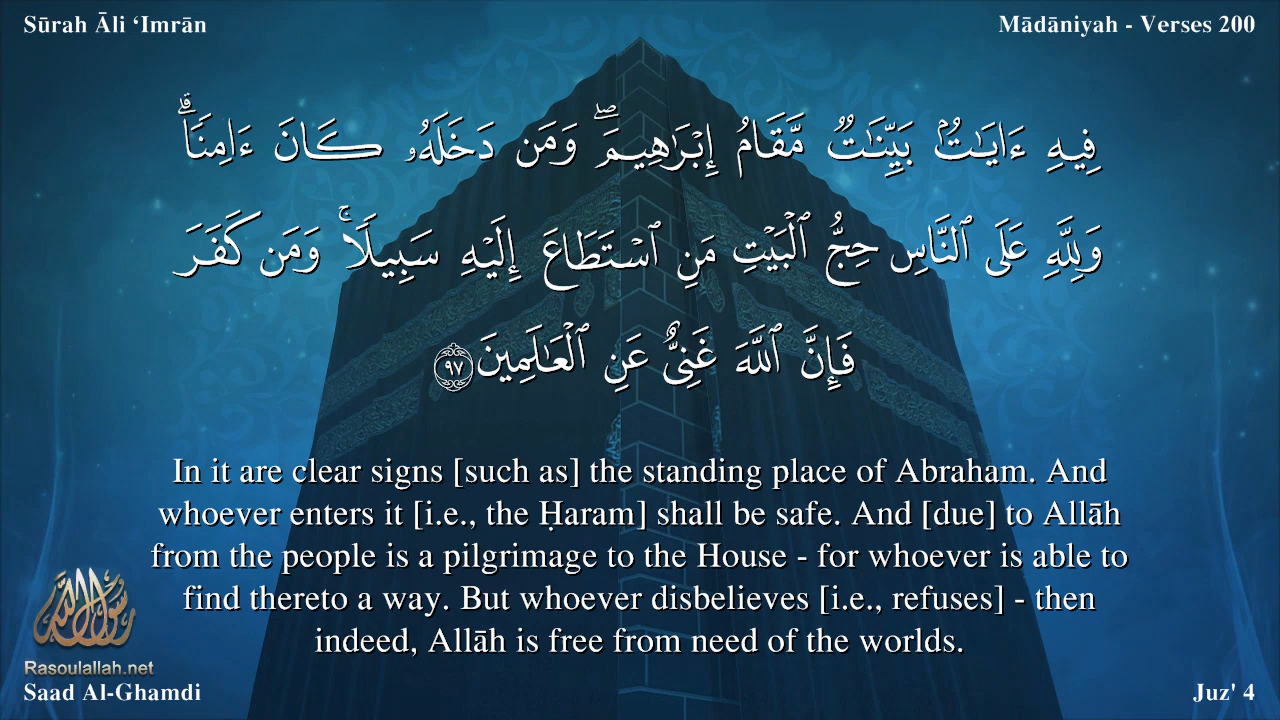 Sūrah Āli ‘Imrān
Mādāniyah - Verses 200
فِيهِ ءَايَـٰتٌۢ بَيِّنَـٰتٌ مَّقَامُ إِبْرَٰهِيمَ ۖ وَمَن دَخَلَهُۥ كَانَ ءَامِنًا ۗ
وَلِلَّهِ عَلَى ٱلنَّاسِ حِجُّ ٱلْبَيْتِ مَنِ ٱسْتَطَاعَ إِلَيْهِ سَبِيلًا ۚ وَمَن كَفَرَ
فَإِنَّ ٱللَّهَ غَنِىٌّ عَنِ ٱلْعَـٰلَمِينَ ٩٧
In it are clear signs [such as] the standing place of Abraham. And
whoever enters it [i.e., the Ḥaram] shall be safe. And [due] to Allāh
from the people is a pilgrimage to the House - for whoever is able to
find thereto a way. But whoever disbelieves [i.e., refuses] - then
indeed, Allāh is free from need of the worlds.
رسول الله
Rasoulallah.net
Saad Al-Ghamdi
Juz' 4